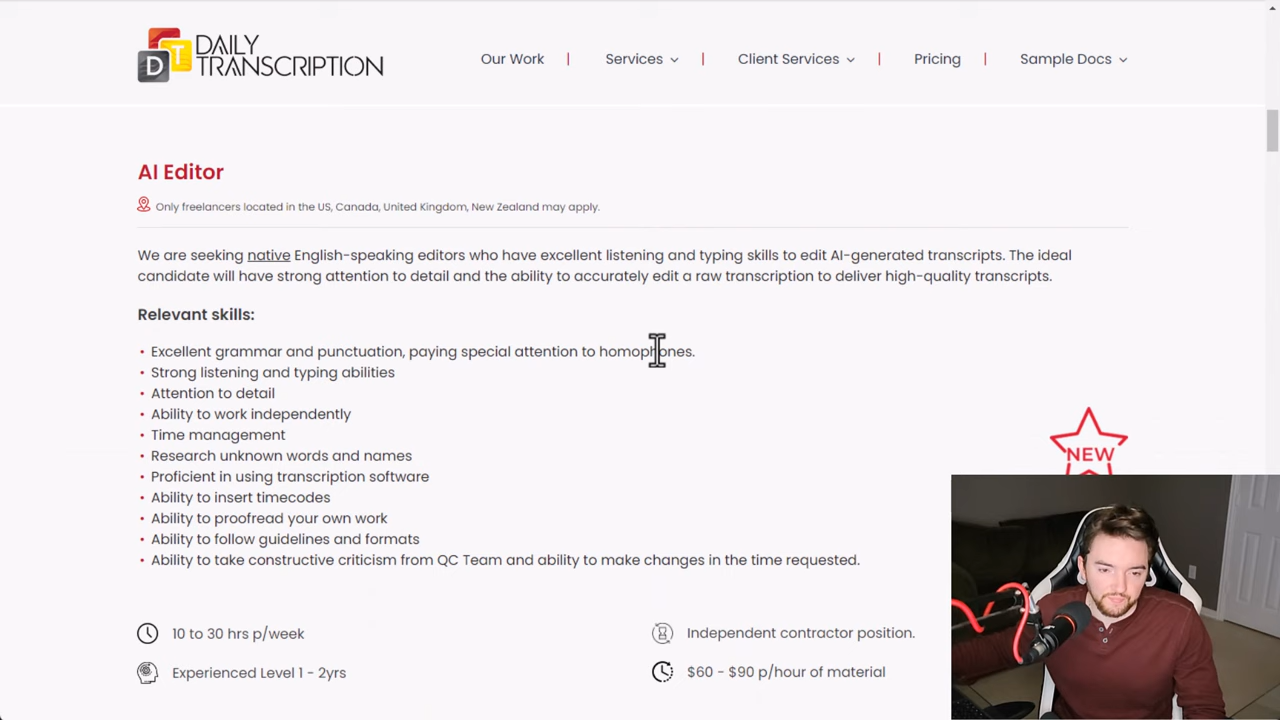 DAILY
TRANSCRIPTION
D
T
Our Work | Services | Client Services | Pricing | Sample Docs
AI Editor
Only freelancers located in the US, Canada, United Kingdom, New Zealand may apply.
We are seeking native English-speaking editors who have excellent listening and typing skills to edit AI-generated transcripts. The ideal
candidate will have strong attention to detail and the ability to accurately edit a raw transcription to deliver high-quality transcripts.
Relevant skills:
• Excellent grammar and punctuation, paying special attention to homophones.
• Strong listening and typing abilities
• Attention to detail
• Ability to work independently
• Time management
• Research unknown words and names
• Proficient in using transcription software
• Ability to insert timecodes
• Ability to proofread your own work
• Ability to follow guidelines and formats
• Ability to take constructive criticism from QC Team and ability to make changes in the time requested.
NEW
10 to 30 hrs p/week
Independent contractor position.
Experienced Level 1 - 2yrs
$60 - $90 p/hour of material